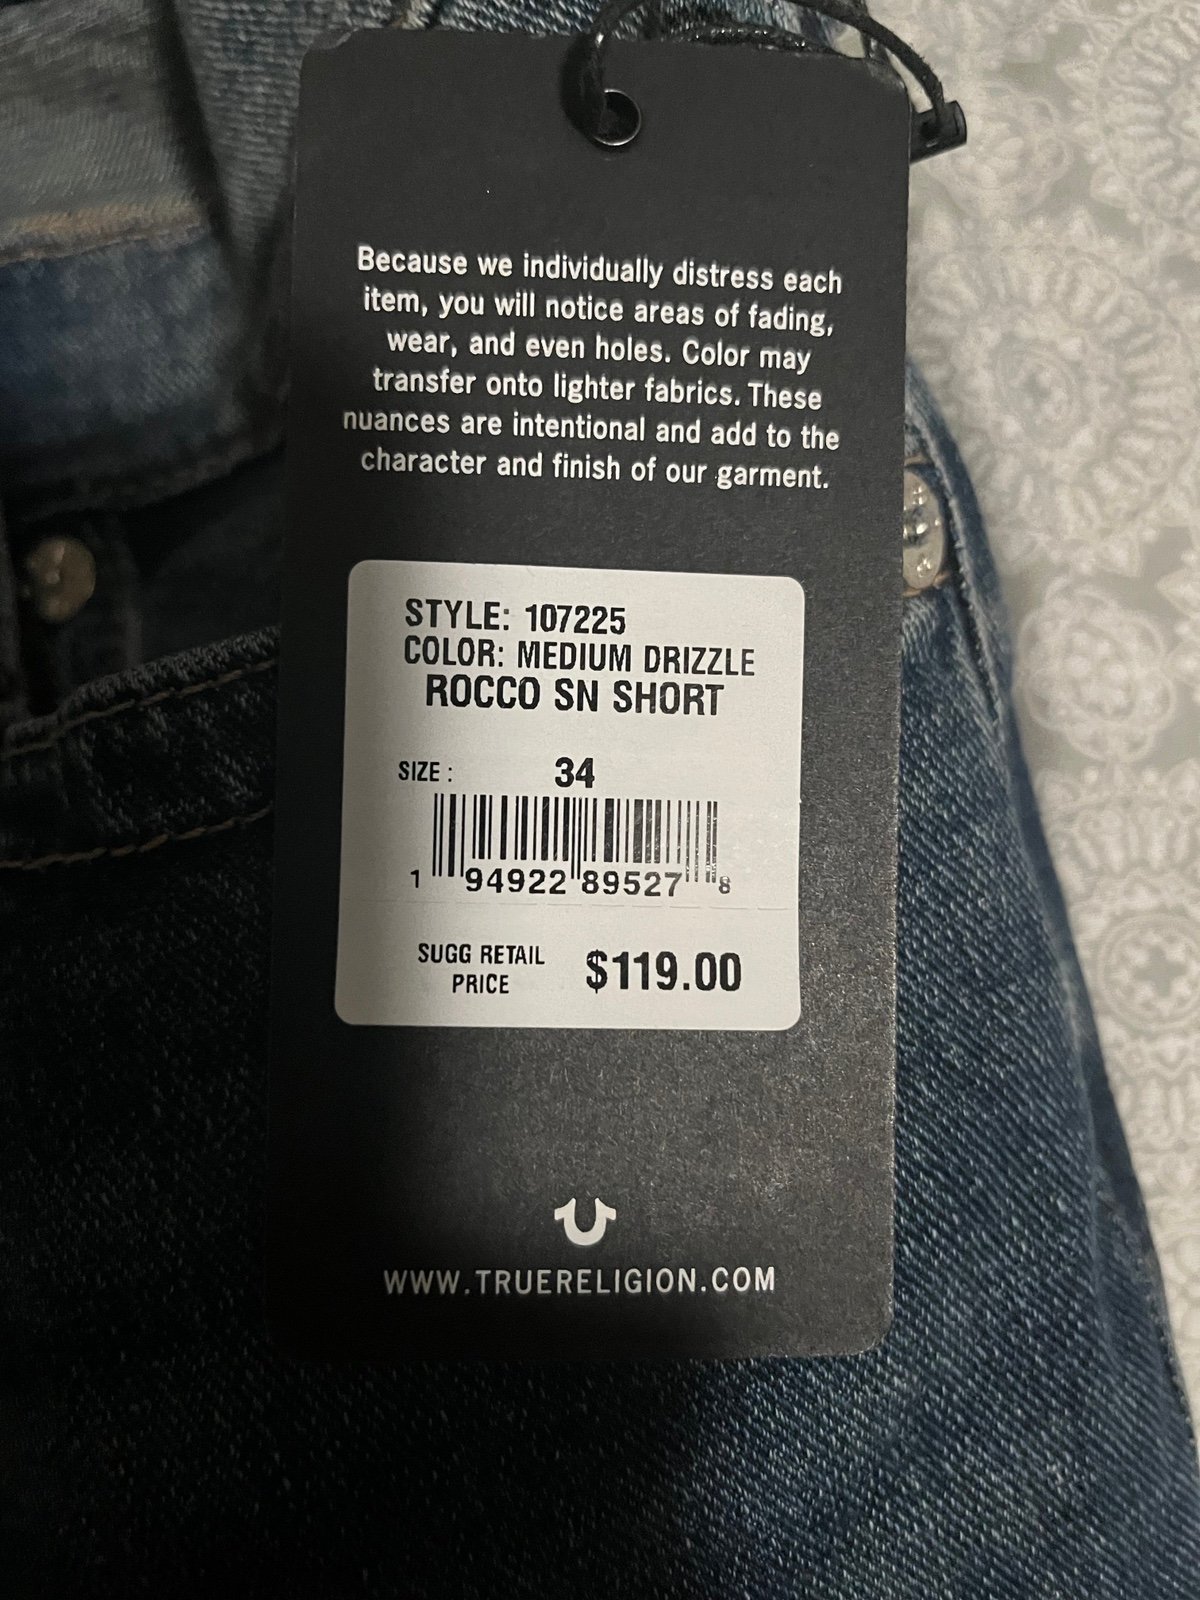 Because we individually distress each
item, you will notice areas of fading,
wear, and even holes. Color may
transfer onto lighter fabrics. These
nuances are intentional and add to the
character and finish of our garment.
STYLE: 107225
COLOR: MEDIUM DRIZZLE
ROCCO SN SHORT
SIZE : 34
1 94922 89527 8
SUGG RETAIL
PRICE $119.00
WWW.TRUERELIGION.COM